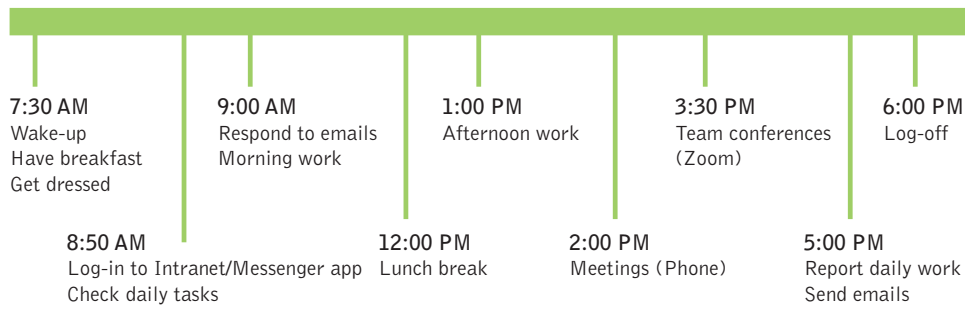 7:30 AM
Wake-up
Have breakfast
Get dressed
8:50 AM
Log-in to Intranet/Messenger app
Check daily tasks
9:00 AM
Respond to emails
Morning work
12:00 PM
Lunch break
1:00 PM
Afternoon work
2:00 PM
Meetings (Phone)
3:30 PM
Team conferences
(Zoom)
5:00 PM
Report daily work
Send emails
6:00 PM
Log-off